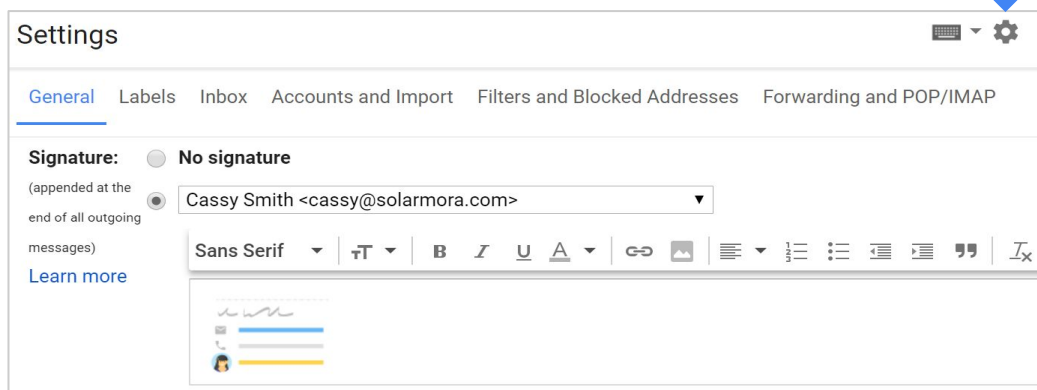 Settings
General Labels Inbox Accounts and Import Filters and Blocked Addresses Forwarding and POP/IMAP
Signature:
No signature
(appended at the
end of all outgoing
messages)
Learn more
Cassy Smith <cassy@solarmora.com>
Sans Serif